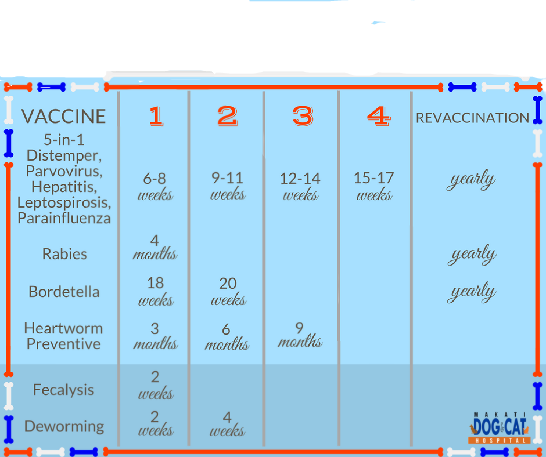 VACCINE 1 2 3 4 REVACCINATION
5-in-1
Distemper,
Parvovirus,
Hepatitis,
Leptospirosis,
Parainfluenza
6-8 weeks
9-11 weeks
12-14 weeks
15-17 weeks
yearly
Rabies
4 months
yearly
Bordetella
18 weeks
20 weeks
yearly
Heartworm
Preventive
3 months
6 months
9 months
Fecalysis
2 weeks
Deworming
2 weeks
4 weeks
MAKATI
DOG & CAT
HOSPITAL